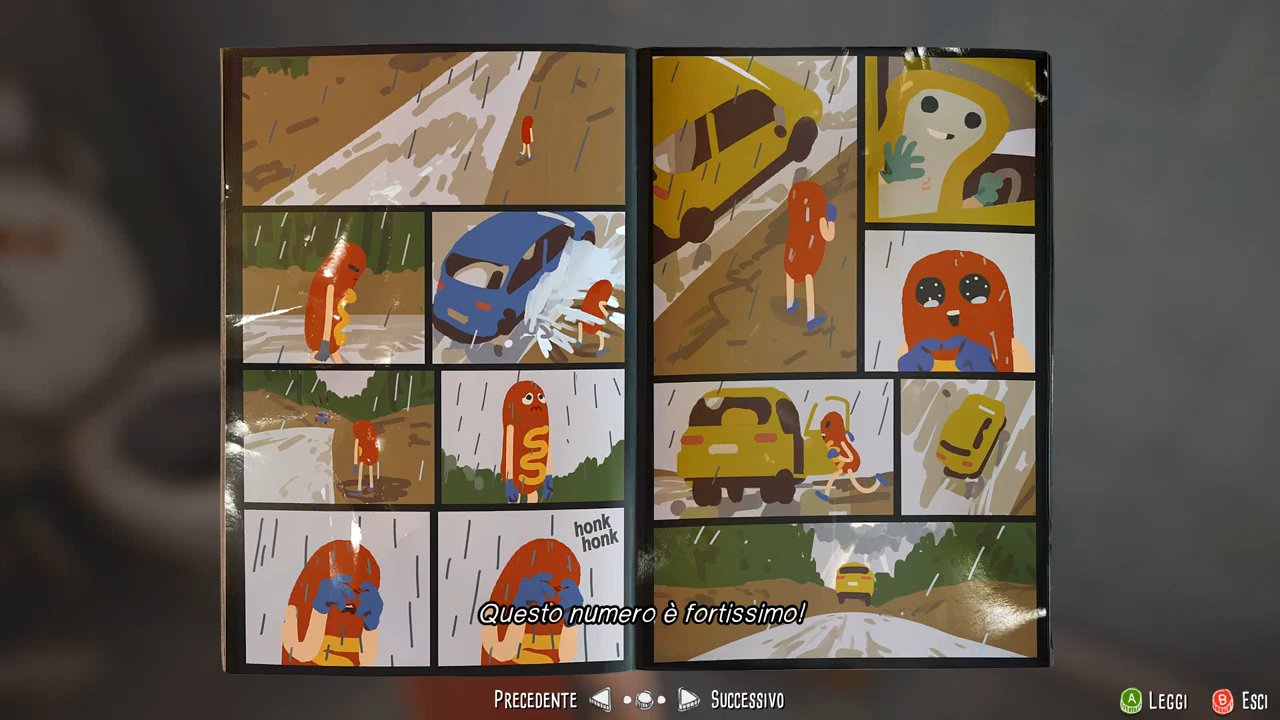 honk
honk
Questo numero è fortissimo!
Precedente Successivo
A Leggi B Esci